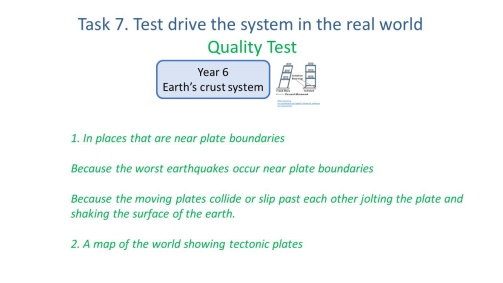 Task 7. Test drive the system in the real world
Quality Test
Year 6
Earth's crust system
1. In places that are near plate boundaries
Because the worst earthquakes occur near plate boundaries
Because the moving plates collide or slip past each other jolting the plate and
shaking the surface of the earth.
2. A map of the world showing tectonic plates